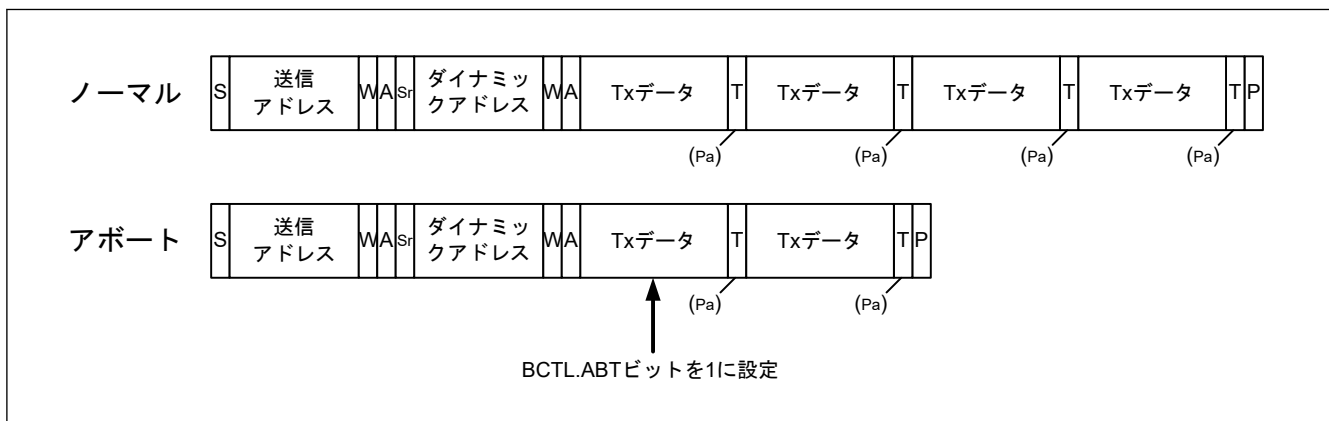 ノーマル S 送信 アドレス W A Sr ダイナミッ クアドレス W A Txデータ T Txデータ T Txデータ T Txデータ T P
(Pa) (Pa) (Pa) (Pa)
アボート S 送信 アドレス W A Sr ダイナミッ クアドレス W A Txデータ T Txデータ T P
(Pa) (Pa)
BCTL.ABTビットを1に設定